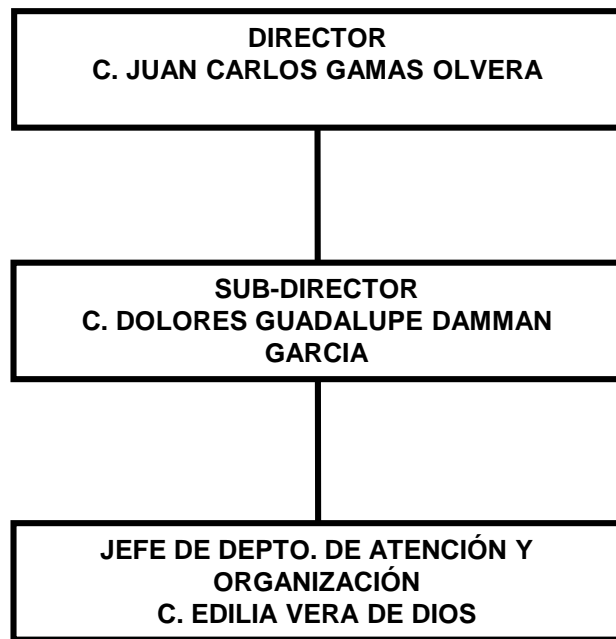 DIRECTOR
C. JUAN CARLOS GAMAS OLVERA
SUB-DIRECTOR
C. DOLORES GUADALUPE DAMMAN
GARCIA
JEFE DE DEPTO. DE ATENCIÓN Y
ORGANIZACIÓN
C. EDILIA VERA DE DIOS